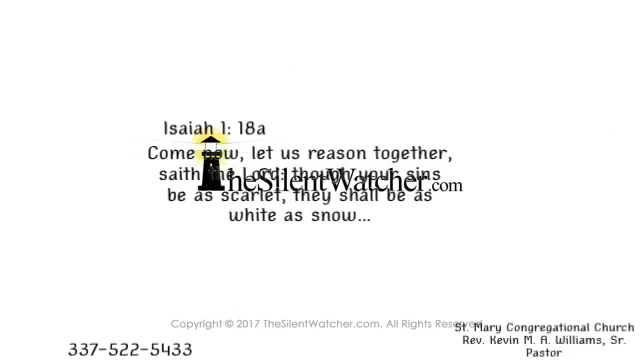 Isaiah 1: 18a
Come now, let us reason together,
saith the Lord: though your sins
TheSilentWatcher.com
be as scarlet, they shall be as
white as snow...
Copyright © 2017 TheSilentWatcher.com. All Rights Reserved
St. Mary Congregational Church
Rev. Kevin M. A. Williams, Sr.
Pastor
337-522-5433